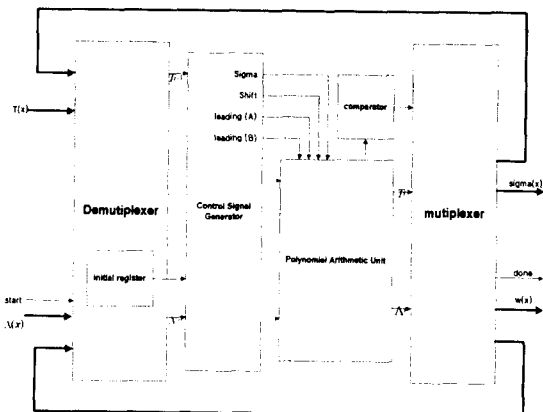 Sigma
Shift
leading (A)
leading (B)
comparator
T(x)
Demutiplexer
Control Signal
Generator
mutiplexer
sigma(x)
Polynomial Arithmetic Unit
initial register
start
done
Λ(x)
w(x)
Λ